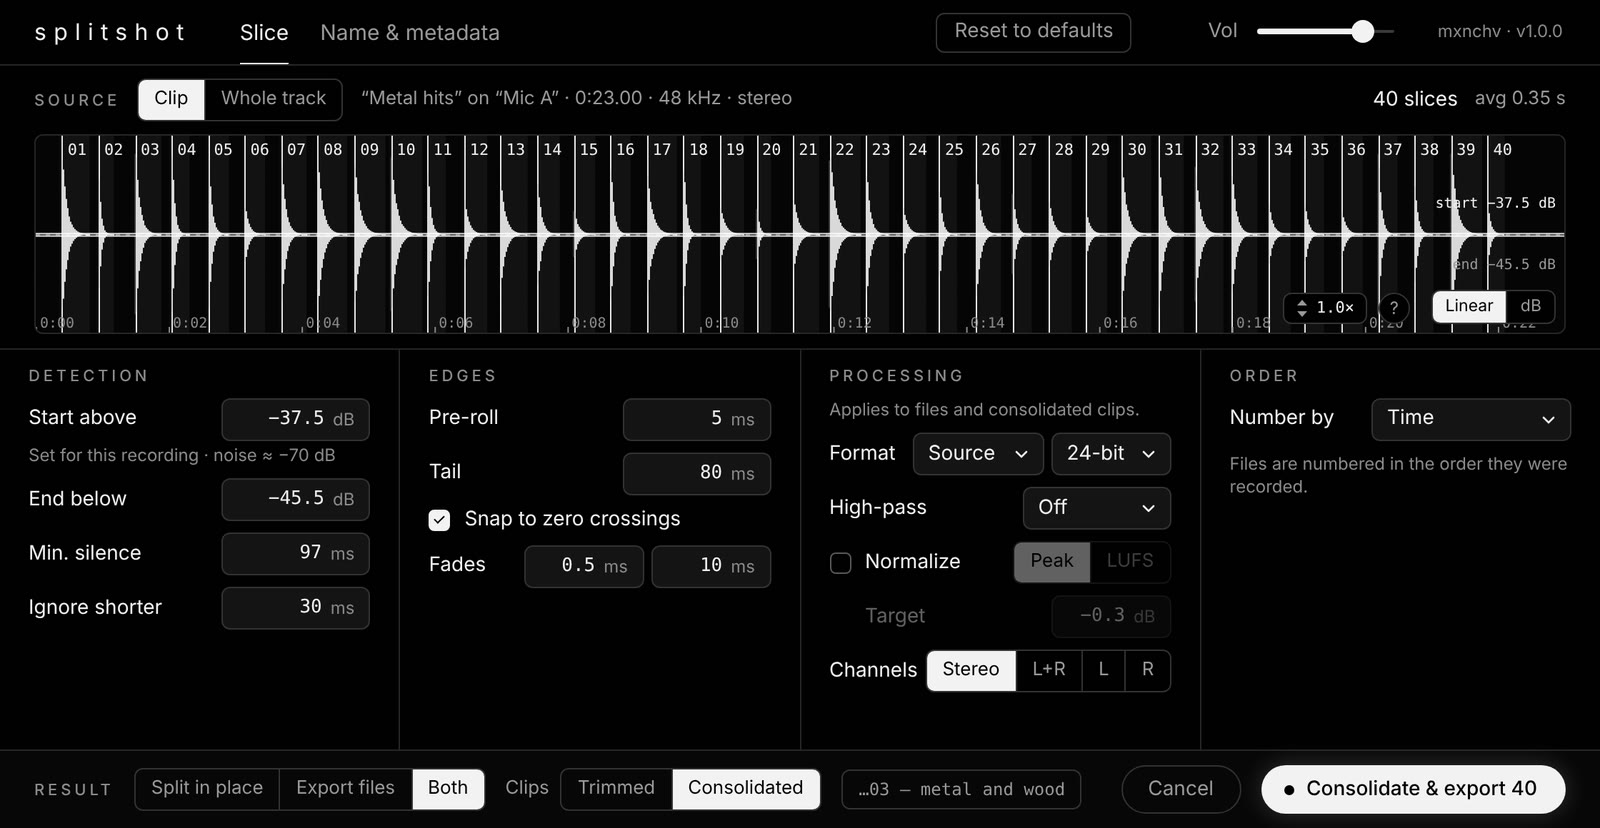 splitshot Slice Name & metadata Reset to defaults Vol mxnchv · v1.0.0
SOURCE Clip Whole track “Metal hits” on “Mic A” · 0:23.00 · 48 kHz · stereo 40 slices avg 0.35 s
01 02 03 04 05 06 07 08 09 10 11 12 13 14 15 16 17 18 19 20 21 22 23 24 25 26 27 28 29 30 31 32 33 34 35 36 37 38 39 40
start −37.5 dB
end −45.5 dB
1.0× ? Linear dB
0:00 0:02 0:04 0:06 0:08 0:10 0:12 0:14 0:16 0:18 0:20 0:22
DETECTION
Start above −37.5 dB
Set for this recording · noise ≈ −70 dB
End below −45.5 dB
Min. silence 97 ms
Ignore shorter 30 ms
EDGES
Pre-roll 5 ms
Tail 80 ms
Snap to zero crossings
Fades 0.5 ms 10 ms
PROCESSING
Applies to files and consolidated clips.
Format Source 24-bit
High-pass Off
Normalize Peak LUFS
Target −0.3 dB
Channels Stereo L+R L R
ORDER
Number by Time
Files are numbered in the order they were
recorded.
RESULT Split in place Export files Both Clips Trimmed Consolidated …03 — metal and wood Cancel Consolidate & export 40